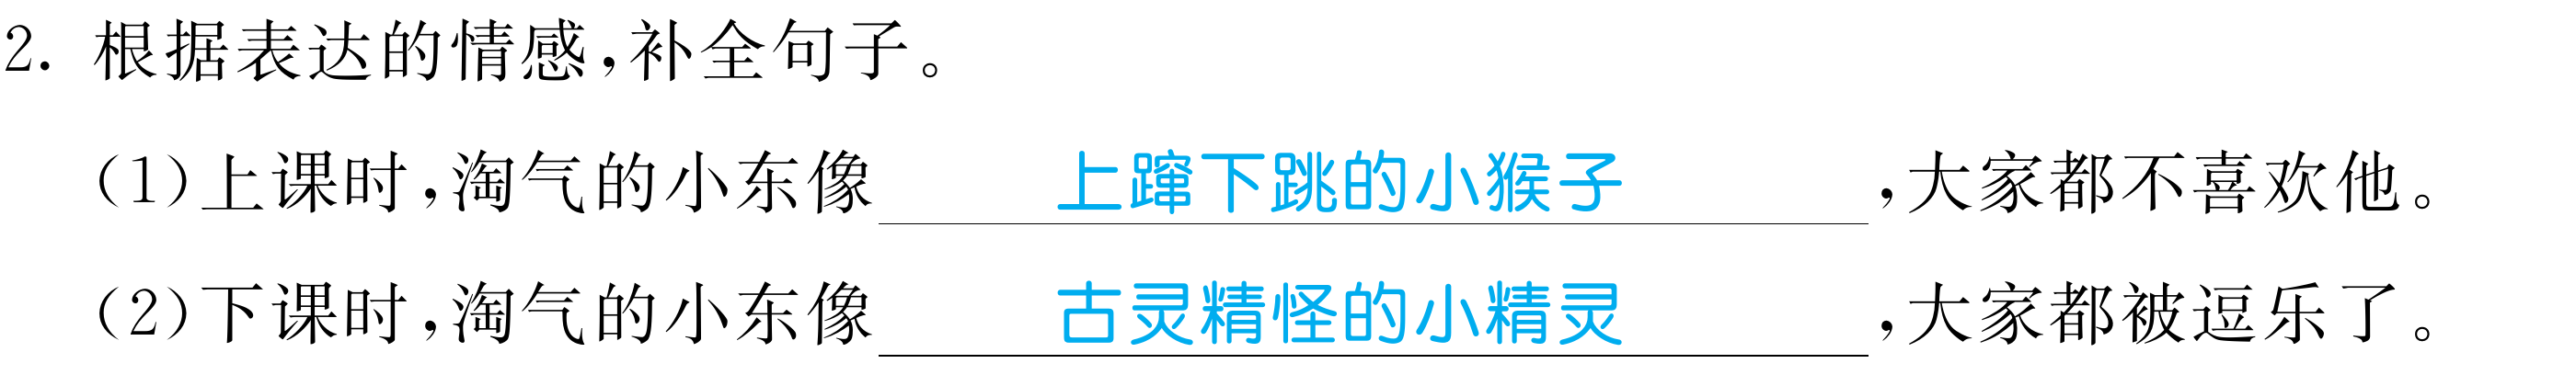 2. 根据表达的情感,补全句子。
(1)上课时,淘气的小东像上蹿下跳的小猴子,大家都不喜欢他。
(2)下课时,淘气的小东像古灵精怪的小精灵,大家都被逗乐了。